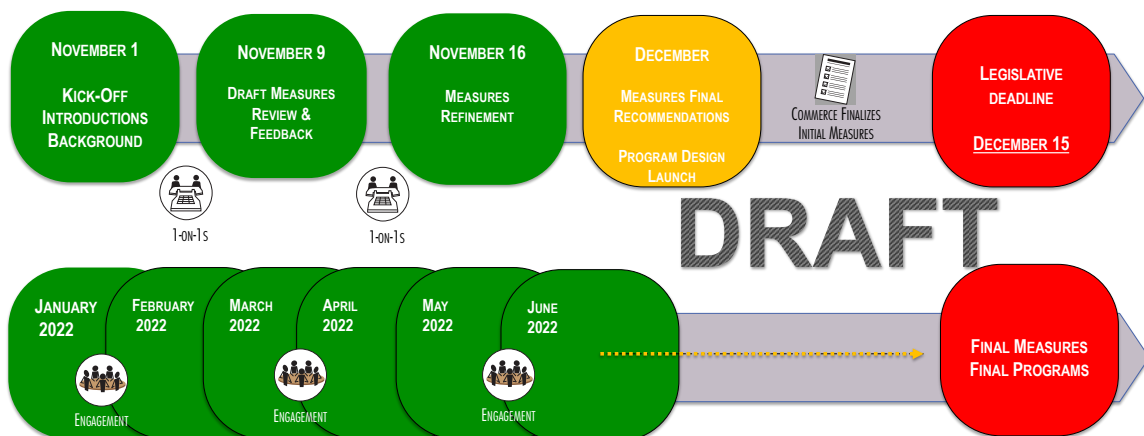 NOVEMBER 1
KICK-OFF
INTRODUCTIONS
BACKGROUND
NOVEMBER 9
DRAFT MEASURES
REVIEW &
FEEDBACK
NOVEMBER 16
MEASURES
REFINEMENT
DECEMBER
MEASURES FINAL
RECOMMENDATIONS
PROGRAM DESIGN
LAUNCH
COMMERCE FINALIZES
INITIAL MEASURES
LEGISLATIVE
DEADLINE
DECEMBER 15
1-ON-1S
1-ON-1S
DRAFT
JANUARY
2022
FEBRUARY
2022
MARCH
2022
APRIL
2022
MAY
2022
JUNE
2022
ENGAGEMENT
ENGAGEMENT
ENGAGEMENT
FINAL MEASURES
FINAL PROGRAMS